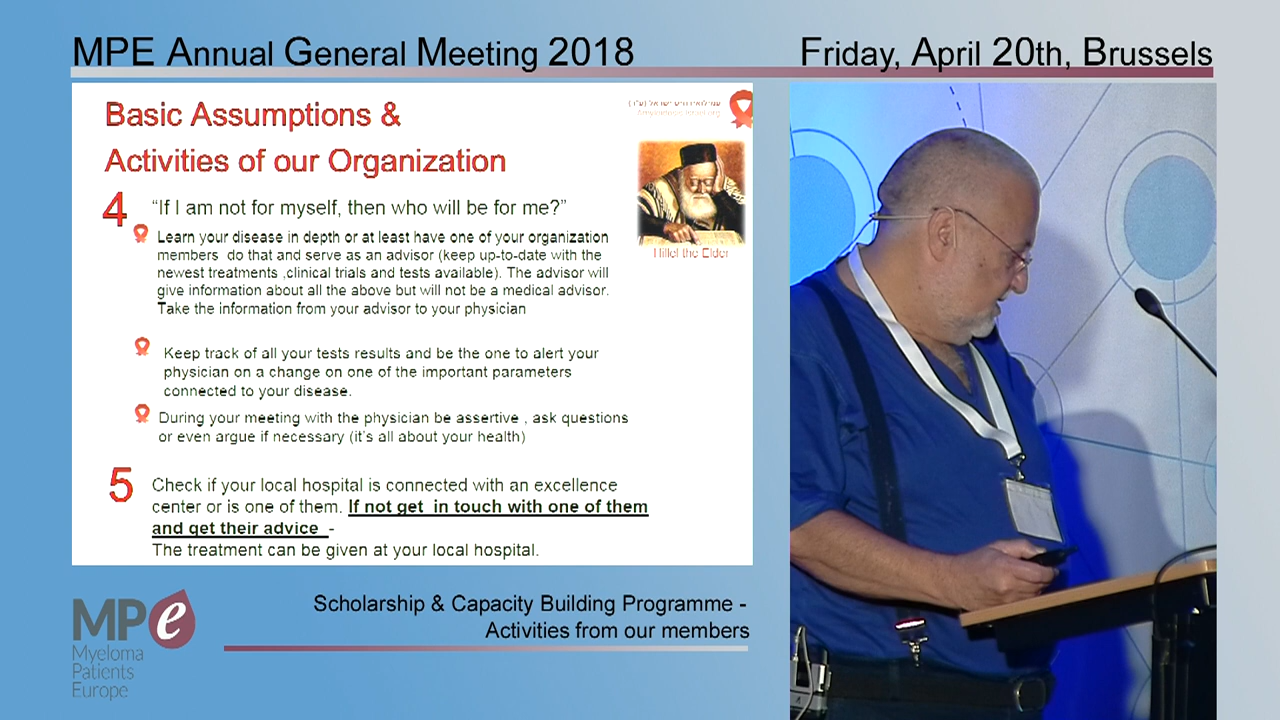 MPE Annual General Meeting 2018
Friday, April 20th, Brussels
Basic Assumptions &
Activities of our Organization
4 “If I am not for myself, then who will be for me?”
Learn your disease in depth or at least have one of your organization
members do that and serve as an advisor (keep up-to-date with the
newest treatments ,clinical trials and tests available). The advisor will
give information about all the above but will not be a medical advisor.
Take the information from your advisor to your physician
Hillel the Elder
Keep track of all your tests results and be the one to alert your
physician on a change on one of the important parameters
connected to your disease.
During your meeting with the physician be assertive , ask questions
or even argue if necessary (it’s all about your health)
5 Check if your local hospital is connected with an excellence
center or is one of them. If not get in touch with one of them
and get their advice -
The treatment can be given at your local hospital.
MPe
Myeloma
Patients
Europe
Scholarship & Capacity Building Programme -
Activities from our members